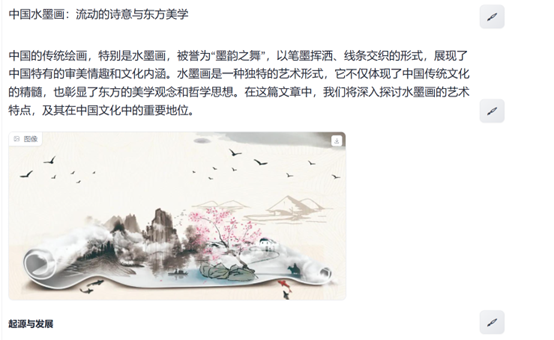 中国水墨画：流动的诗意与东方美学
中国的传统绘画，特别是水墨画，被誉为“墨韵之舞”，以笔墨挥洒、线条交织的形式，展现了
中国特有的审美情趣和文化内涵。水墨画是一种独特的艺术形式，它不仅体现了中国传统文化
的精髓，也彰显了东方的美学观念和哲学思想。在这篇文章中，我们将深入探讨水墨画的艺术
特点，及其在中国文化中的重要地位。
图像
起源与发展